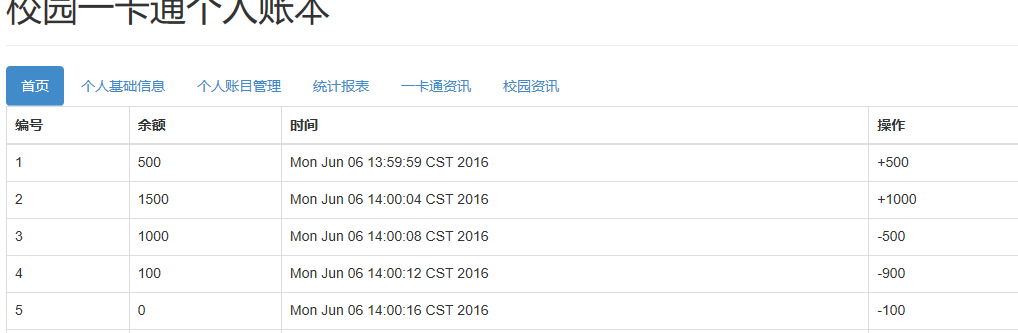 校园一卡通个人账本
首页 个人基础信息 个人账目管理 统计报表 一卡通资讯 校园资讯
编号 余额 时间 操作
1 500 Mon Jun 06 13:59:59 CST 2016 +500
2 1500 Mon Jun 06 14:00:04 CST 2016 +1000
3 1000 Mon Jun 06 14:00:08 CST 2016 -500
4 100 Mon Jun 06 14:00:12 CST 2016 -900
5 0 Mon Jun 06 14:00:16 CST 2016 -100